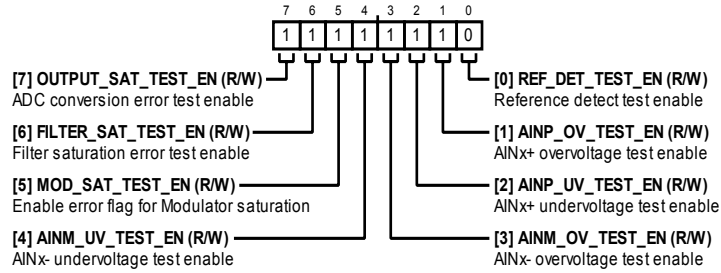 7 6 5 4 3 2 1 0
1 1 1 1 1 1 1 0
[7] OUTPUT_SAT_TEST_EN (R/W)
ADC conversion error test enable
[6] FILTER_SAT_TEST_EN (R/W)
Filter saturation error test enable
[5] MOD_SAT_TEST_EN (R/W)
Enable error flag for Modulator saturation
[4] AINM_UV_TEST_EN (R/W)
AINx- undervoltage test enable
[0] REF_DET_TEST_EN (R/W)
Reference detect test enable
[1] AINP_OV_TEST_EN (R/W)
AINx+ overvoltage test enable
[2] AINP_UV_TEST_EN (R/W)
AINx+ undervoltage test enable
[3] AINM_OV_TEST_EN (R/W)
AINx- overvoltage test enable